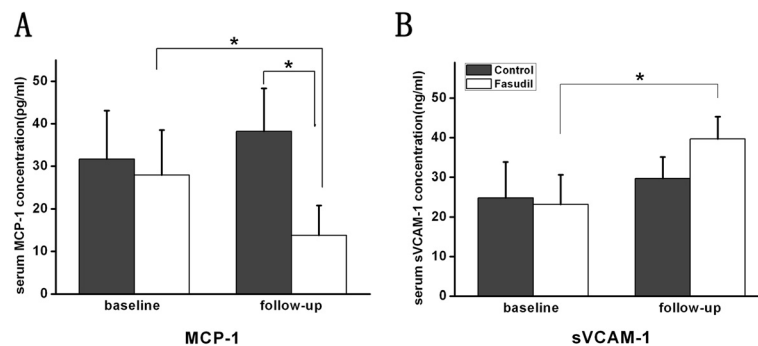 A
serum MCP-1 concentration(pg/ml)
50
40
30
20
10
0
*
*
baseline
follow-up
MCP-1
B
serum sVCAM-1 concentration(ng/ml)
60
50
40
30
20
10
0
Control
Fasudil
*
baseline
follow-up
sVCAM-1